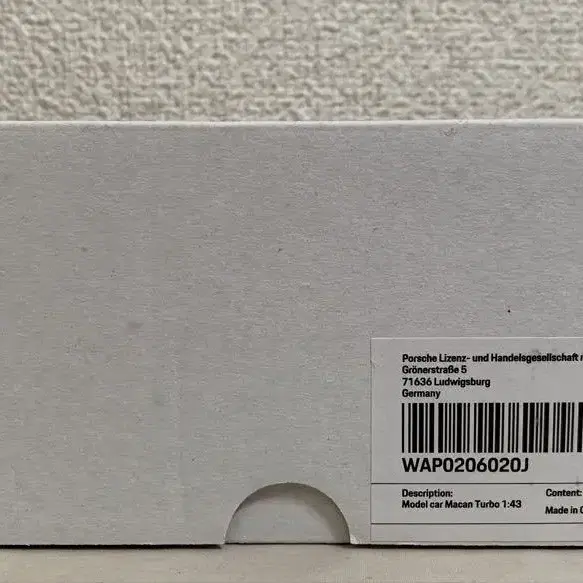 Porsche Lizenz- und Handelsgesellschaft
Grönerstraße 5
71636 Ludwigsburg
Germany
WAP0206020J
Description:
Model car Macan Turbo 1:43
Content:
Made in